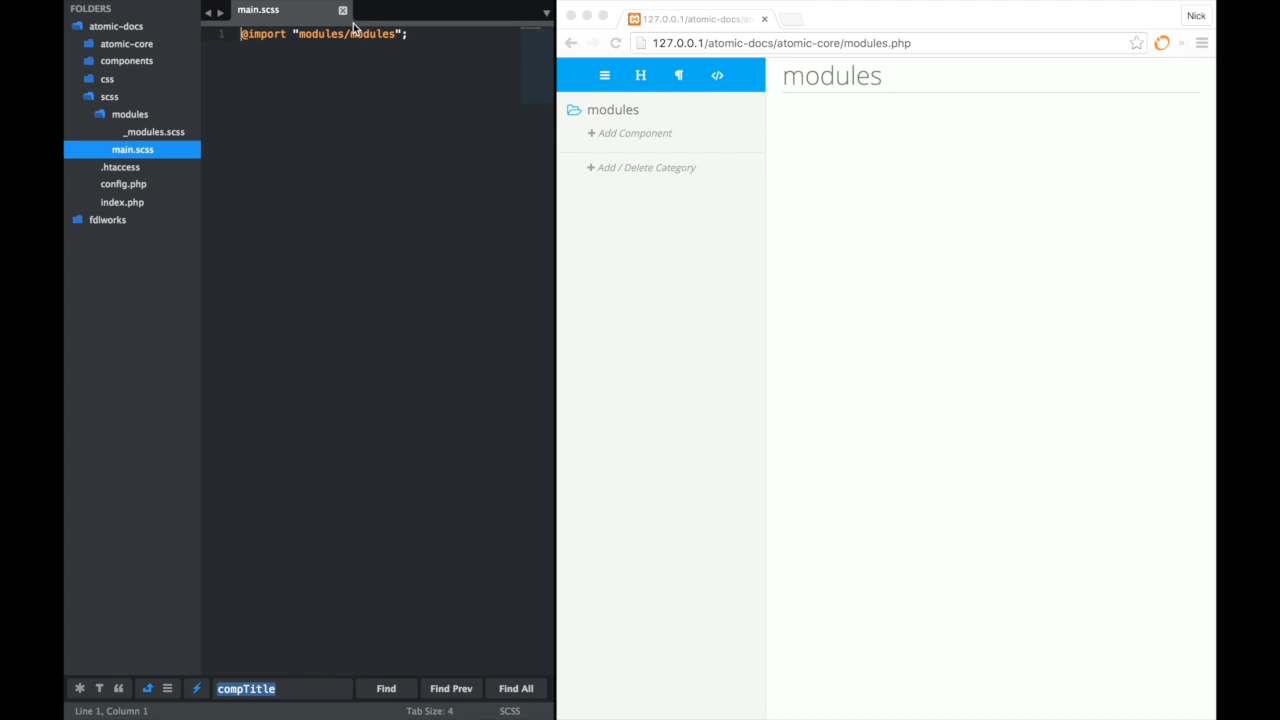 FOLDERS
atomic-docs
atomic-core
components
css
scss
modules
_modules.scss
main.scss
.htaccess
config.php
index.php
fdlworks
main.scss
1 @import "modules/modules";
compTitle
Find
Find Prev
Find All
Line 1, Column 1
Tab Size: 4
SCSS
127.0.0.1/atomic-docs/at
Nick
127.0.0.1/atomic-docs/atomic-core/modules.php
H ¶ </>
modules
+ Add Component
+ Add / Delete Category
modules